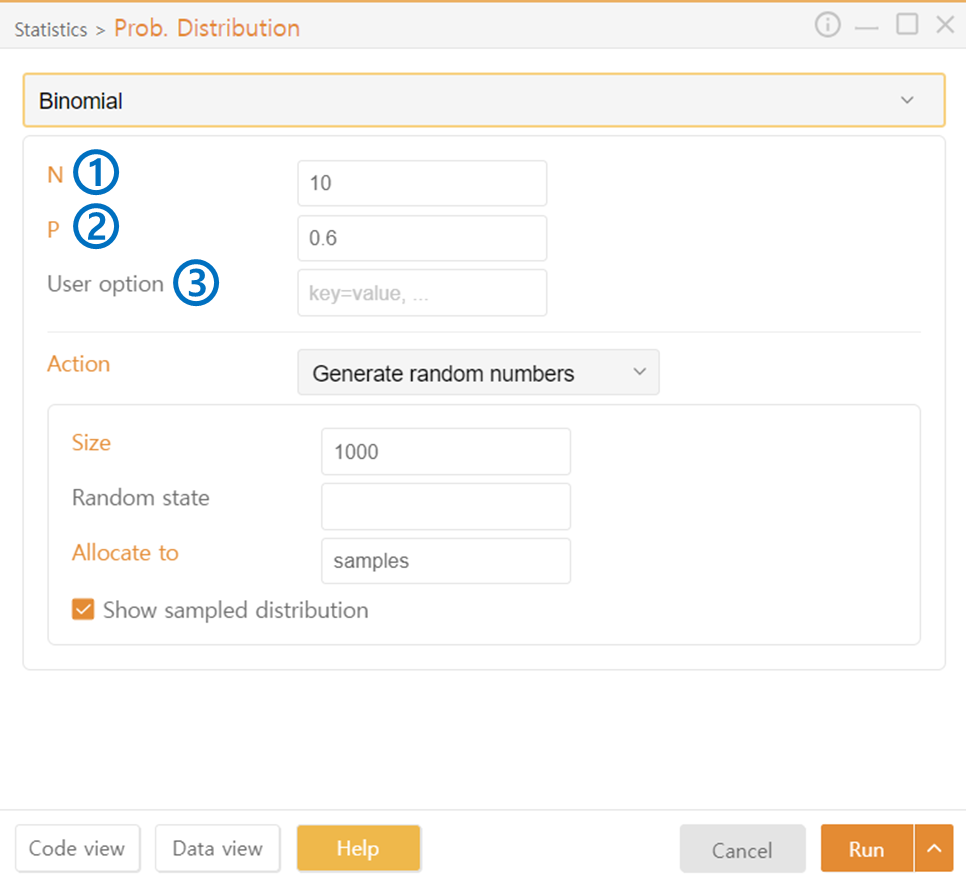 Statistics > Prob. Distribution
Binomial
N ① 10
P ② 0.6
User option ③ key=value, ...
Action Generate random numbers
Size 1000
Random state
Allocate to samples
Show sampled distribution
Code view Data view Help Cancel Run